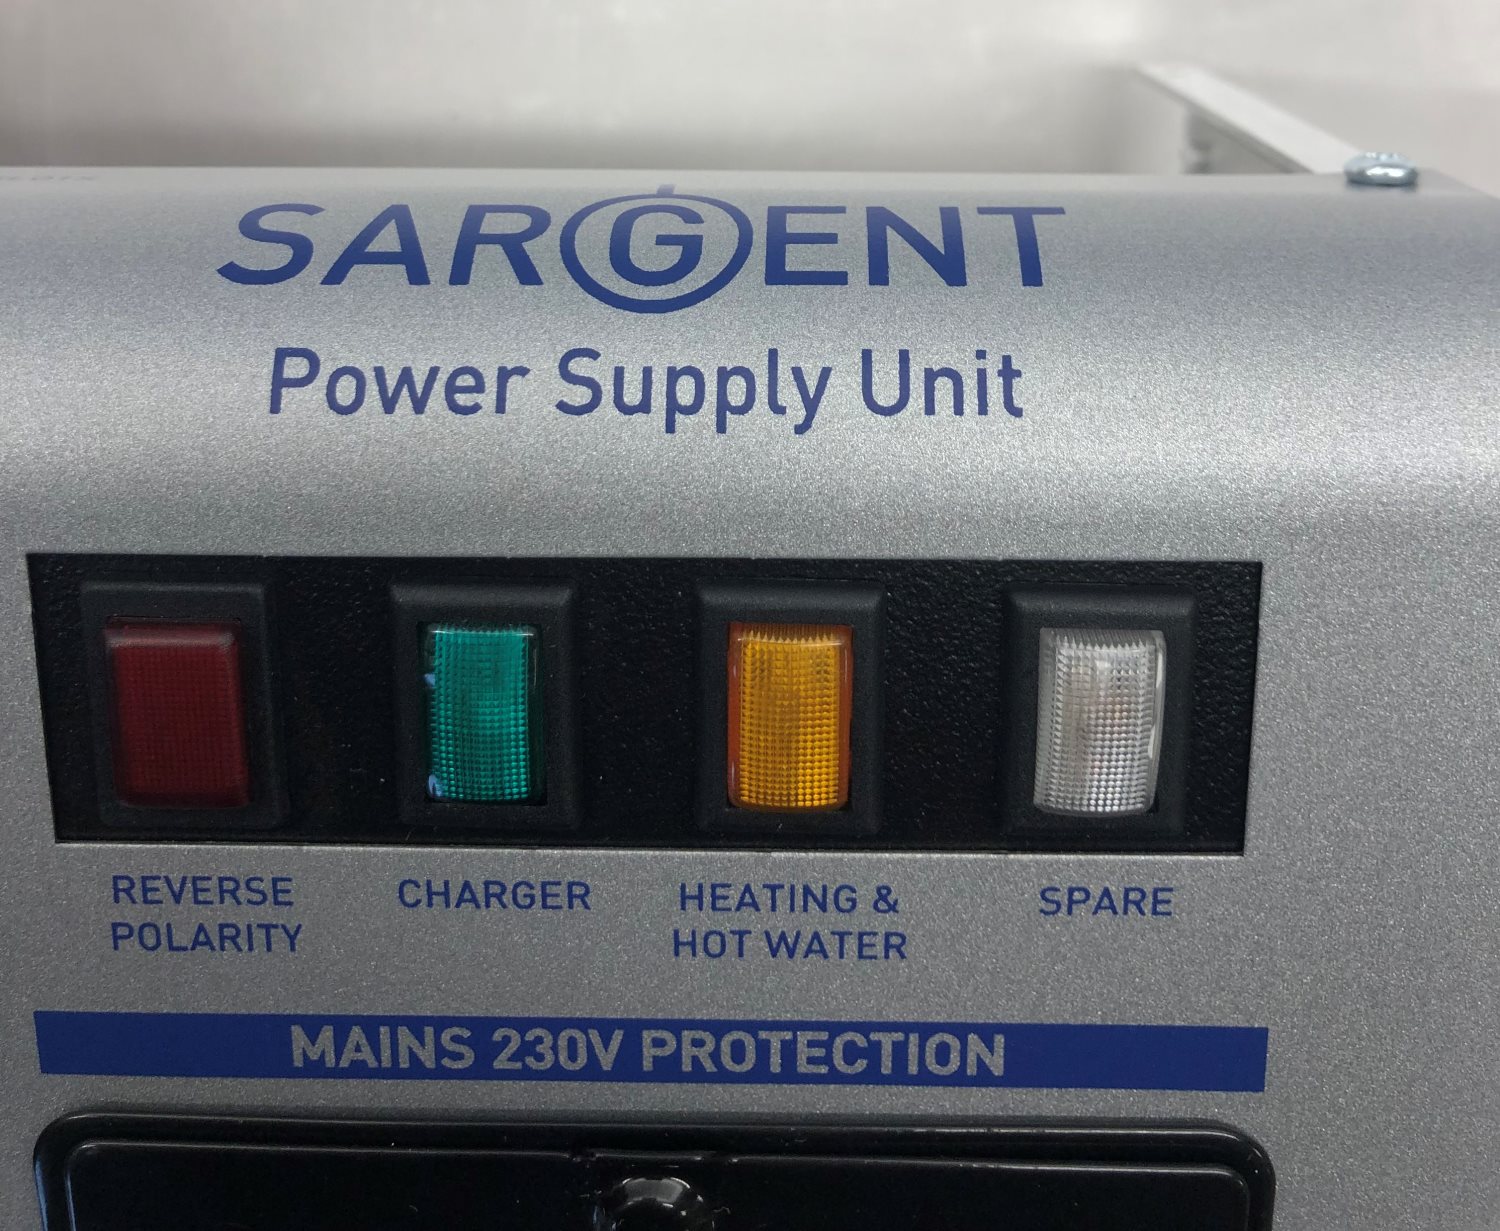 SARGENT
Power Supply Unit
REVERSE
POLARITY
CHARGER
HEATING &
HOT WATER
SPARE
MAINS 230V PROTECTION